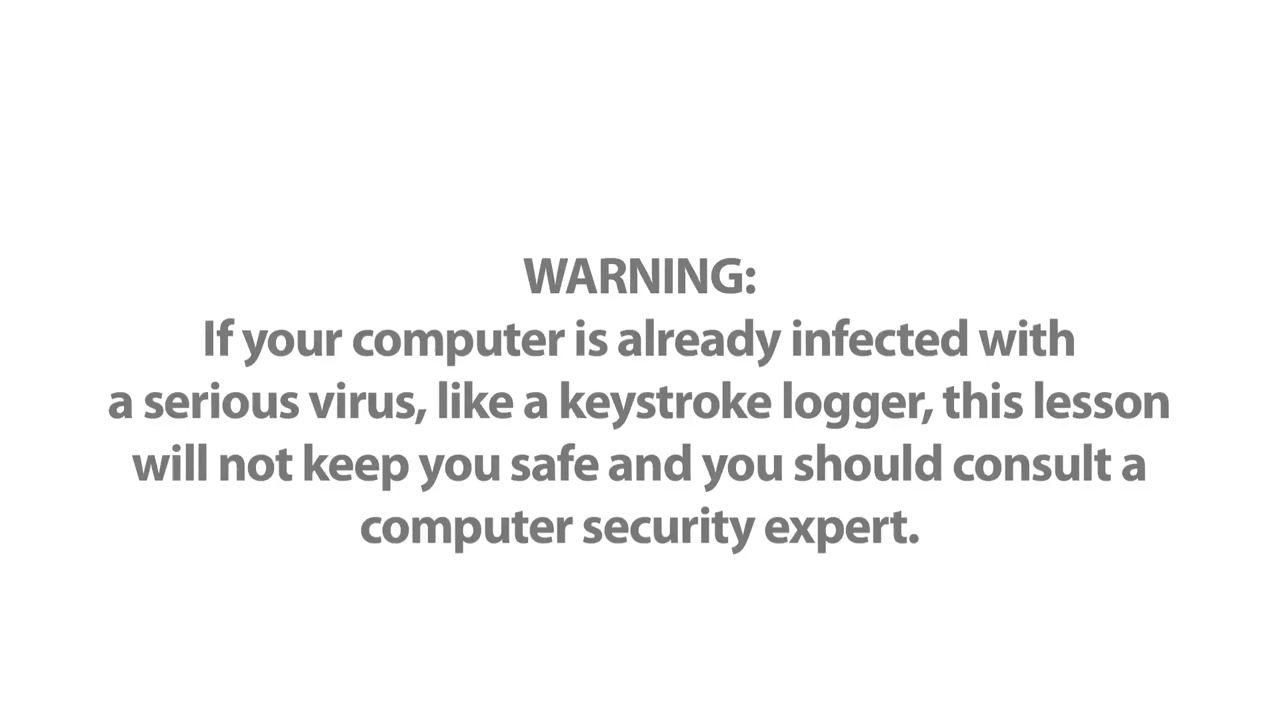 WARNING:
If your computer is already infected with
a serious virus, like a keystroke logger, this lesson
will not keep you safe and you should consult a
computer security expert.